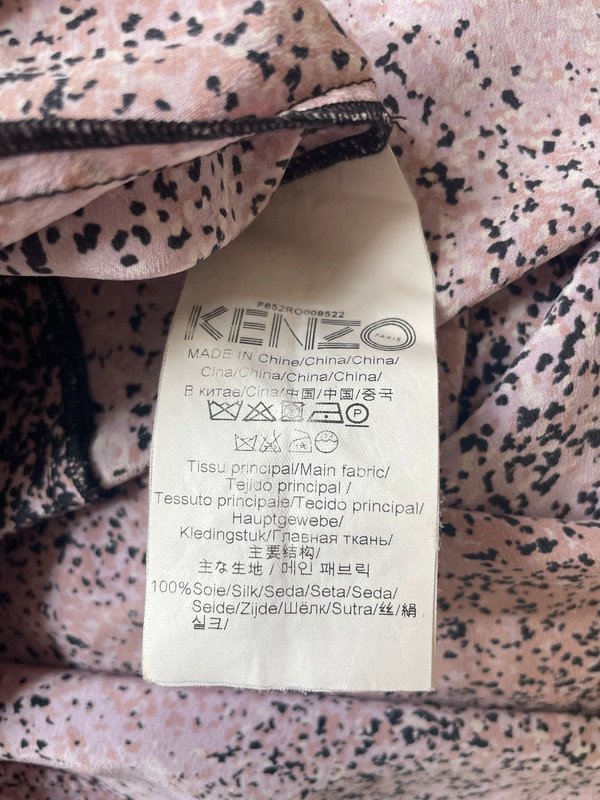 F652RO008522
KENZO
PARIS
MADE IN Chine/China/China/
Cina/China/China/China/
В китае/Cina/中国/中国/중국
P
Tissu principal/Main fabric/
Tejido principal /
Tessuto principale/Tecido principal/
Hauptgewebe/
Kledingstuk/Главная ткань/
主要结构/
主な生地 / 메인 패브릭
100%Soie/Silk/Seda/Seta/Seda/
Seide/Zijde/Шёлк/Sutra/丝/絹
실크/